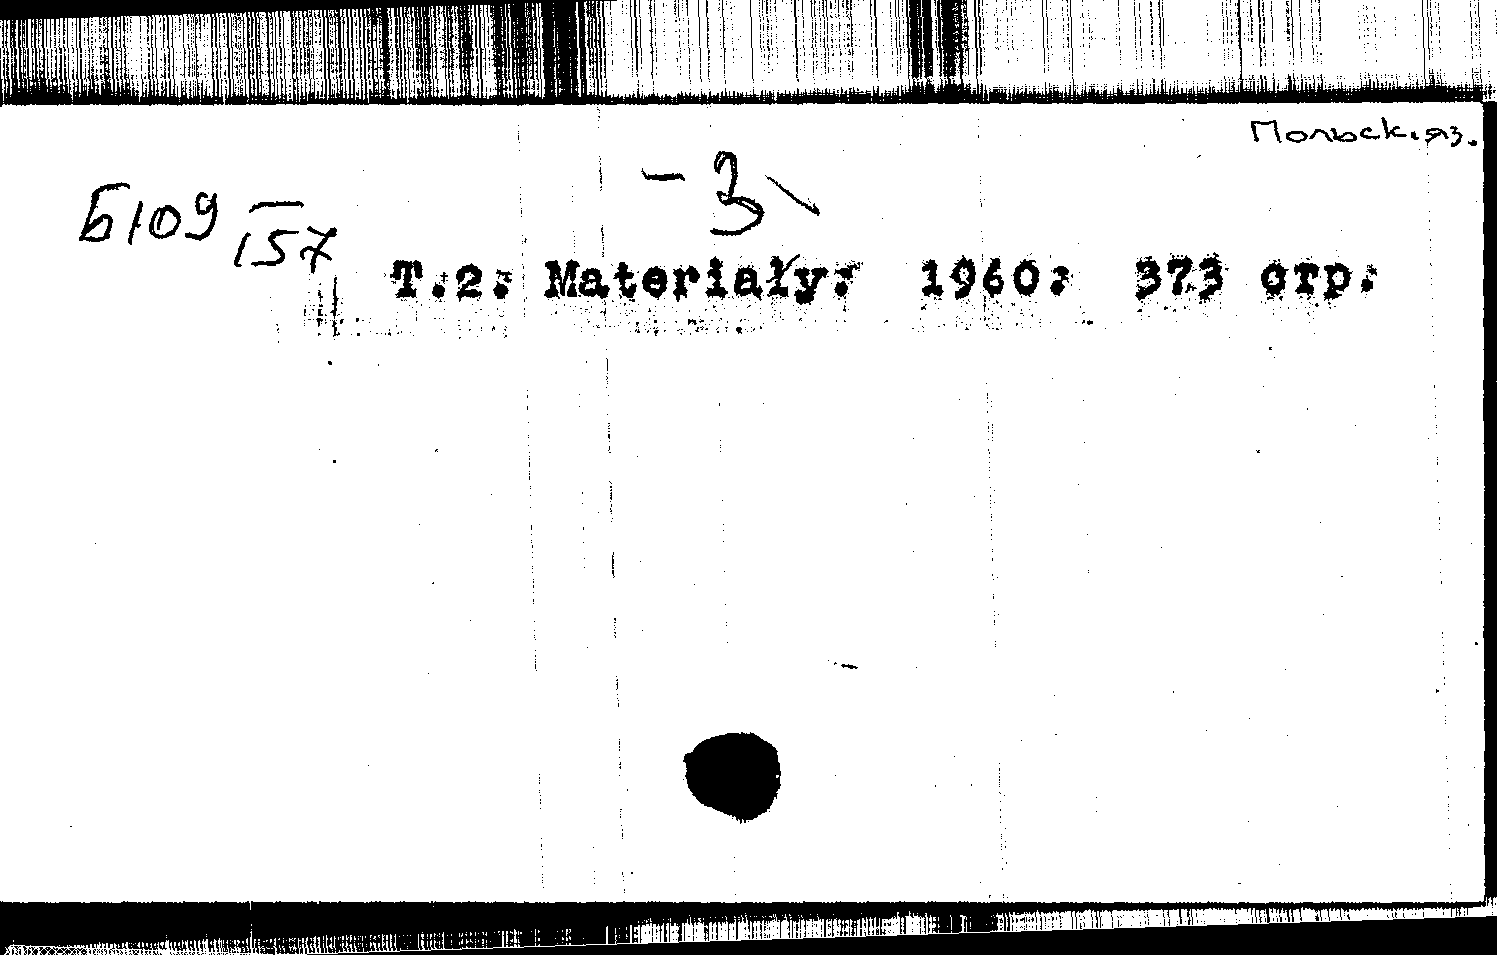 Польск.яз.
-3-
Б109
157
T.2. Materiały. 1960. 373 стр.